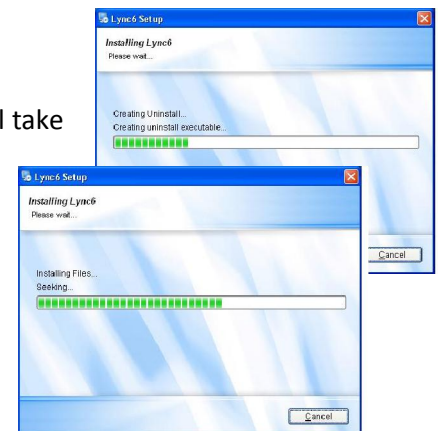 l take
Lync6 Setup
Installing Lync6
Please wait...
Creating Uninstall...
Creating uninstall executable...
Cancel
Lync6 Setup
Installing Lync6
Please wait...
Installing Files...
Seeking...
Cancel